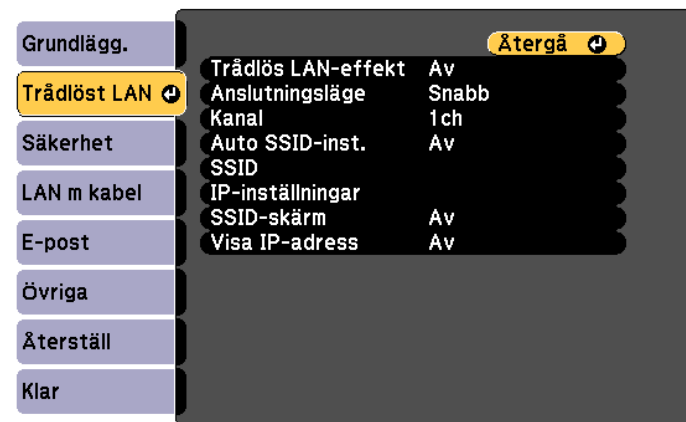 Grundlägg.
Trådlöst LAN
Säkerhet
LAN m kabel
E-post
Övriga
Återställ
Klar
Återgå
Trådlös LAN-effekt Av
Anslutningsläge Snabb
Kanal 1ch
Auto SSID-inst. Av
SSID
IP-inställningar
SSID-skärm Av
Visa IP-adress Av